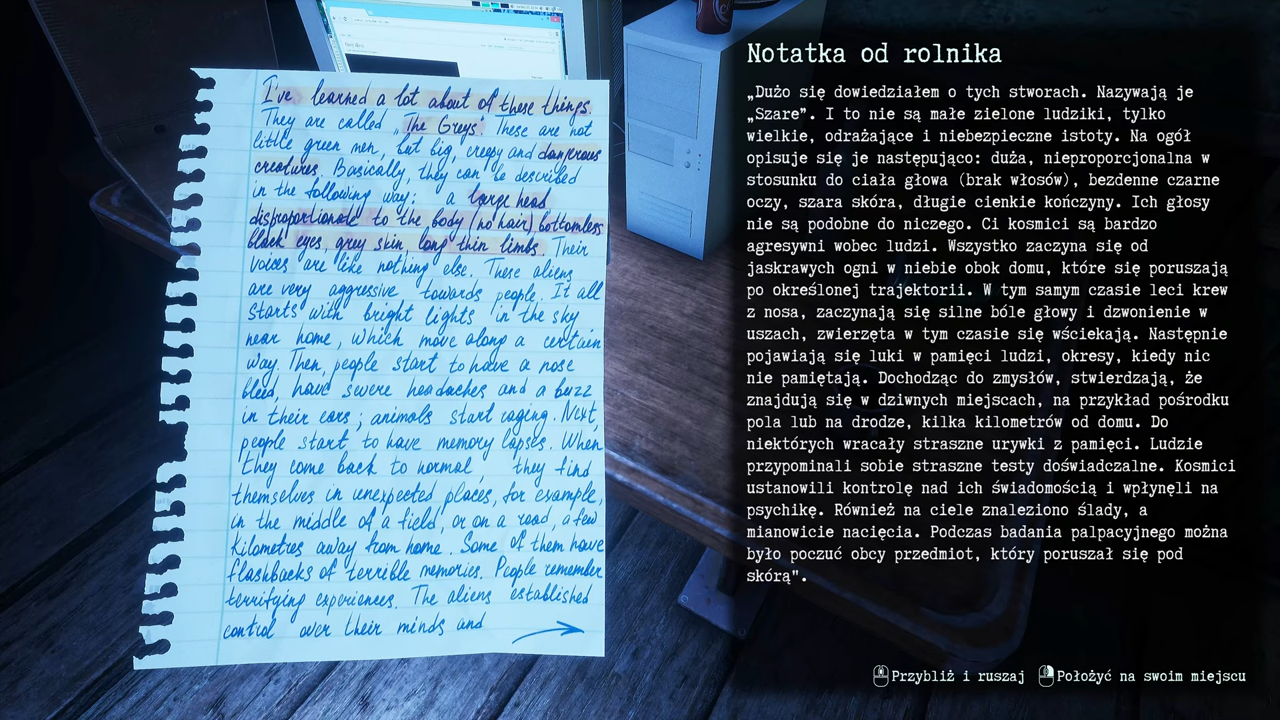 I've learned a lot about of these things.
They are called „The Greys" These are not
little green men, but big, creepy and dangerous
creatures. Basically, they can be described
in the following way: a large head
disproportionate to the body (no hair), bottomless
black eyes, grey skin, long thin limbs. Their
voices are like nothing else. These aliens
are very aggressive towards people. It all
starts with bright lights in the sky
near home, which move along a certain
way. Then, people start to have a nose
bleed, have swere headaches and a buzz
in their ears; animals start raging. Next,
people start, to have memory lapses. When
they come back to normal they find
themselves in unexpected places, for example,
in the middle of a field, or on a road, a few
kilometres away from home. Some of them have
flashbacks of terrible memories. People remember
terrifying experiences. The aliens established
control over their minds and
Notatka od rolnika
„Dużo się dowiedziałem o tych stworach. Nazywają je
„Szare”. I to nie są małe zielone ludziki, tylko
wielkie, odrażające i niebezpieczne istoty. Na ogół
opisuje się je następująco: duża, nieproporcjonalna w
stosunku do ciała głowa (brak włosów), bezdenne czarne
oczy, szara skóra, długie cienkie kończyny. Ich głosy
nie są podobne do niczego. Ci kosmici są bardzo
agresywni wobec ludzi. Wszystko zaczyna się od
jaskrawych ogni w niebie obok domu, które się poruszają
po określonej trajektorii. W tym samym czasie leci krew
z nosa, zaczynają się silne bóle głowy i dzwonienie w
uszach, zwierzęta w tym czasie się wściekają. Następnie
pojawiają się luki w pamięci ludzi, okresy, kiedy nic
nie pamiętają. Dochodząc do zmysłów, stwierdzają, że
znajdują się w dziwnych miejscach, na przykład pośrodku
pola lub na drodze, kilka kilometrów od domu. Do
niektórych wracały straszne urywki z pamięci. Ludzie
przypominali sobie straszne testy doświadczalne. Kosmici
ustanowili kontrolę nad ich świadomością i wpłynęli na
psychikę. Również na ciele znaleziono ślady, a
mianowicie nacięcia. Podczas badania palpacyjnego można
było poczuć obcy przedmiot, który poruszał się pod
skórą".
Przybliż i ruszaj Położyć na swoim miejscu